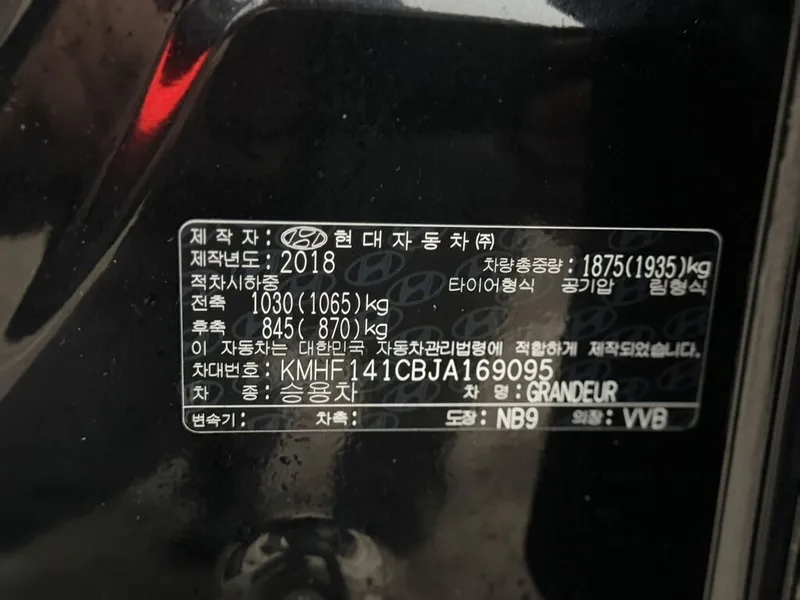 제 작 자 : 현 대 자 동 차 ㈜
제작년도 : 2018 차량총중량 : 1875(1935)kg
적차시하중 타이어형식 공기압 림형식
전축 1030(1065)kg
후축 845( 870)kg
이 자동차는 대한민국 자동차관리법령에 적합하게 제작되었습니다.
차대번호 : KMHF141CBJA169095
차 종 : 승용차 차 명 : GRANDEUR
변속기 : 차축 : 도장 : NB9 외장 : VVB